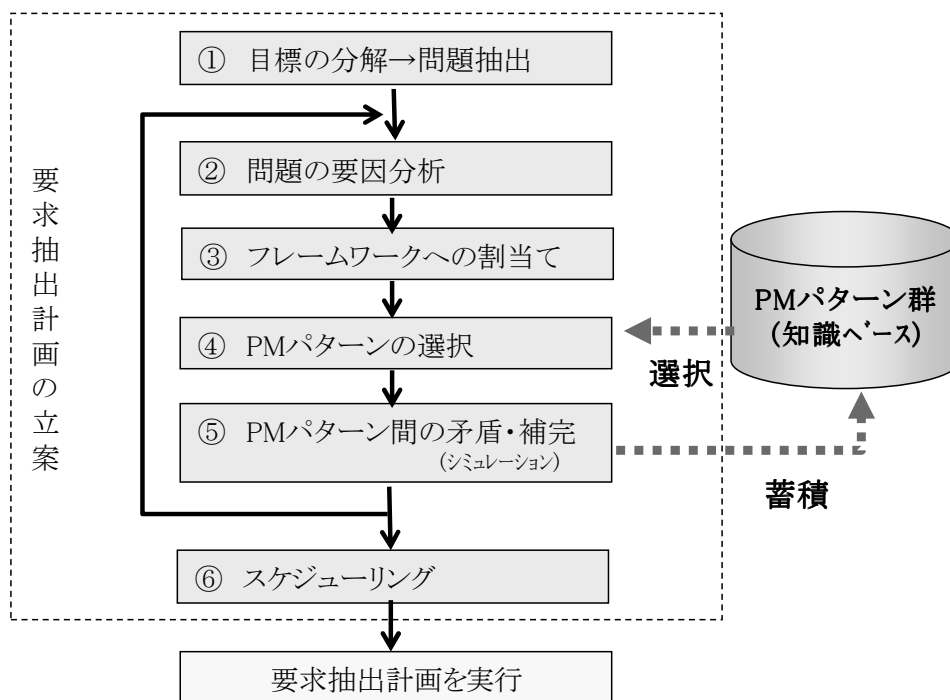 ① 目標の分解→問題抽出
② 問題の要因分析
③ フレームワークへの割当て
④ PMパターンの選択
⑤ PMパターン間の矛盾・補完
(シミュレーション)
⑥ スケジューリング
要求抽出計画を実行
要求抽出計画の立案
PMパターン群
(知識ベース)
選択
蓄積